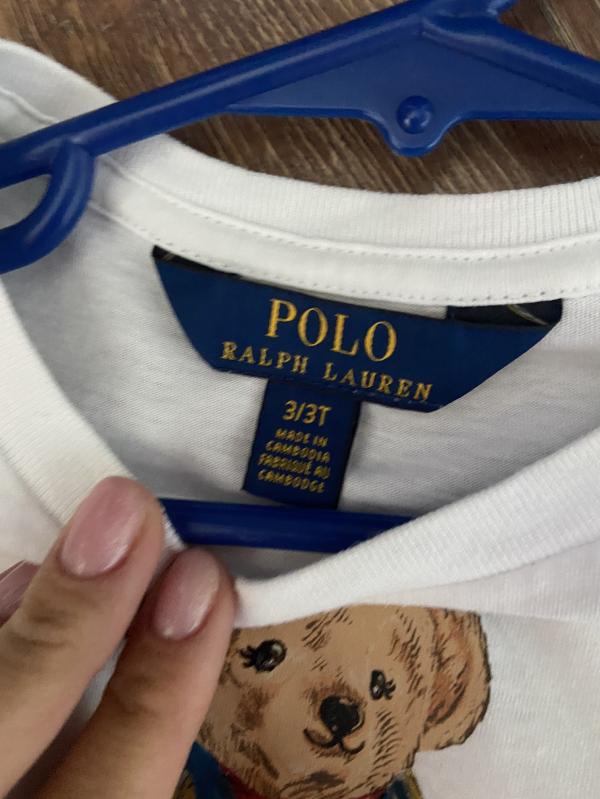 POLO
RALPH LAUREN
3/3T
MADE IN
CAMBODIA
FABRIQUÉ AU
CAMBODGE